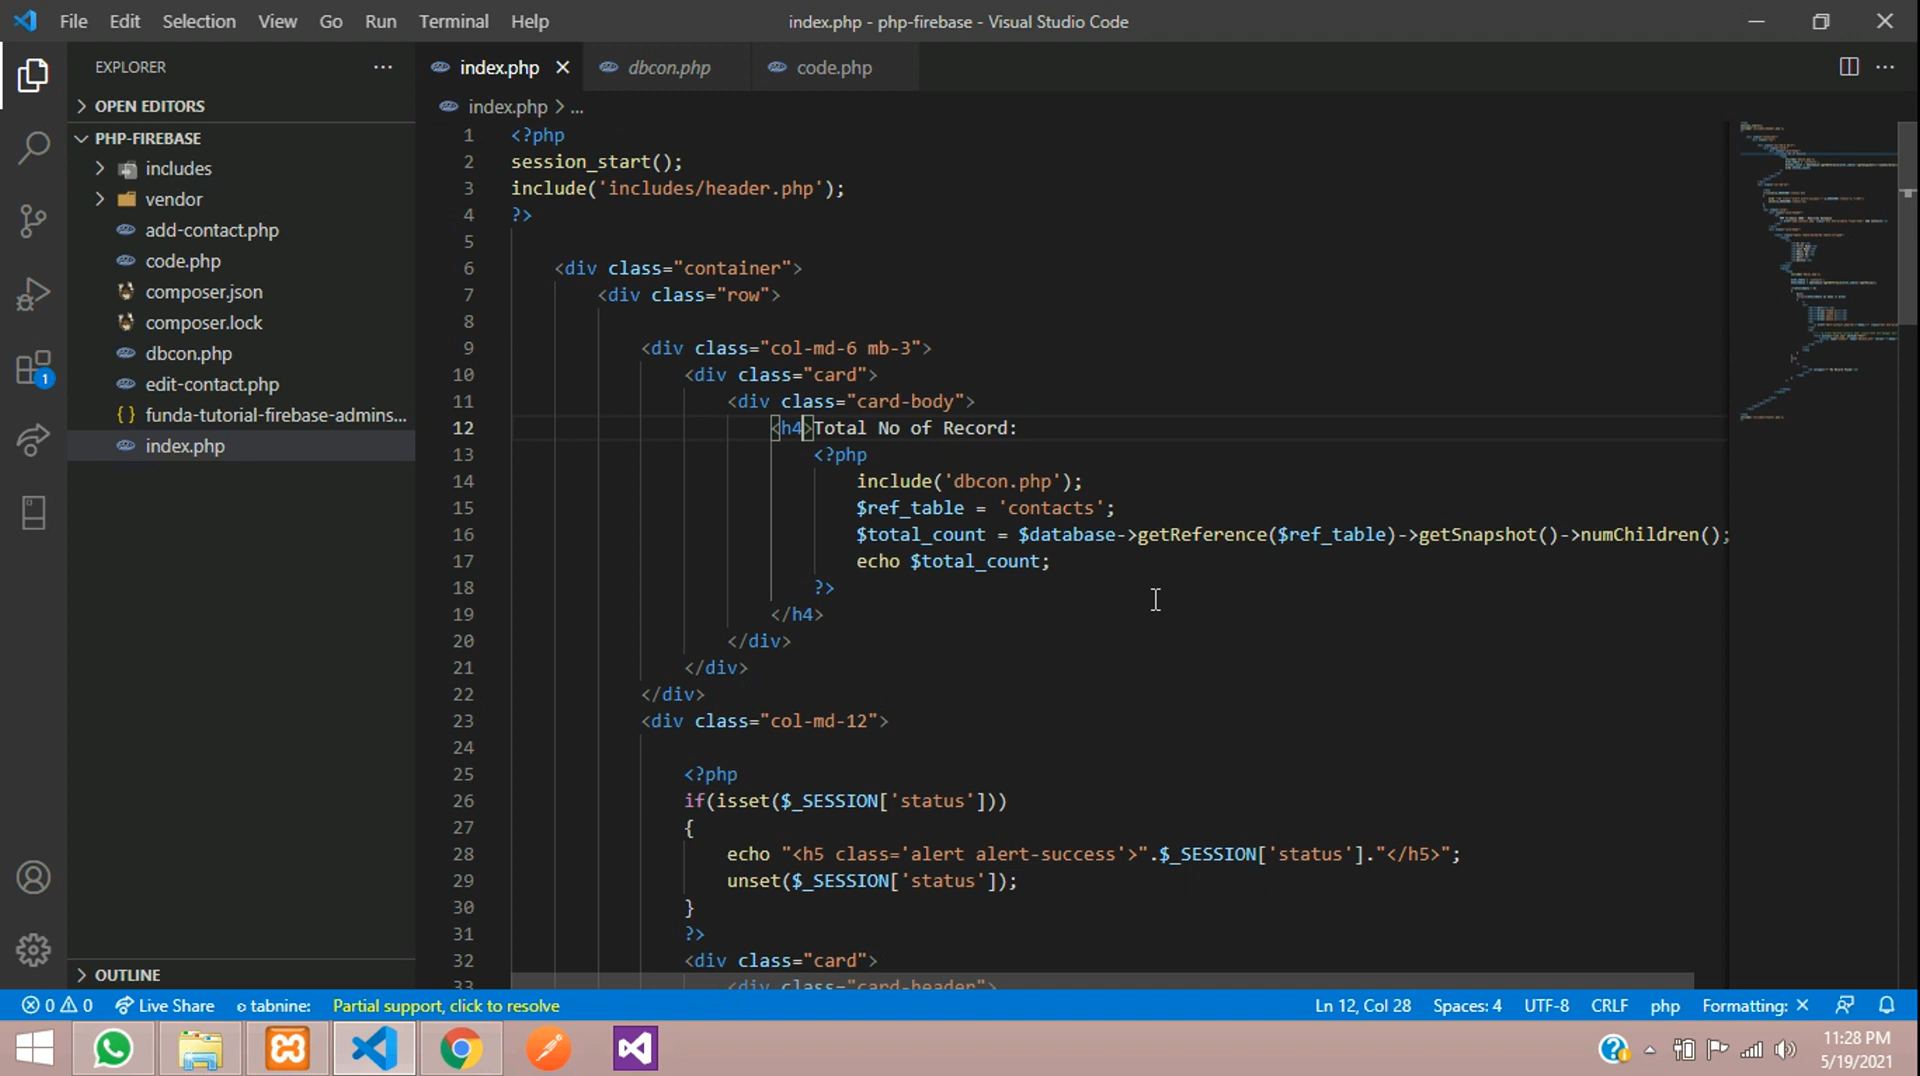 File Edit Selection View Go Run Terminal Help
index.php - php-firebase - Visual Studio Code
EXPLORER
OPEN EDITORS
PHP-FIREBASE
includes
vendor
add-contact.php
code.php
composer.json
composer.lock
dbcon.php
edit-contact.php
funda-tutorial-firebase-admins...
index.php
OUTLINE
1
index.php
dbcon.php
code.php
index.php > ...
1 <?php
2 session_start();
3 include('includes/header.php');
4 ?>
5
6 <div class="container">
7 <div class="row">
8
9 <div class="col-md-6 mb-3">
10 <div class="card">
11 <div class="card-body">
12 <h4>Total No of Record:
13 <?php
14 include('dbcon.php');
15 $ref_table = 'contacts';
16 $total_count = $database->getReference($ref_table)->getSnapshot()->numChildren();
17 echo $total_count;
18 ?>
19 </h4>
20 </div>
21 </div>
22 </div>
23 <div class="col-md-12">
24
25 <?php
26 if(isset($_SESSION['status']))
27 {
28 echo "<h5 class='alert alert-success'>".$_SESSION['status']."</h5>";
29 unset($_SESSION['status']);
30 }
31 ?>
32 <div class="card">
33 <div class="card-header">
0 0 Live Share tabnine: Partial support, click to resolve
Ln 12, Col 28 Spaces: 4 UTF-8 CRLF php Formatting: ×
11:28 PM
5/19/2021